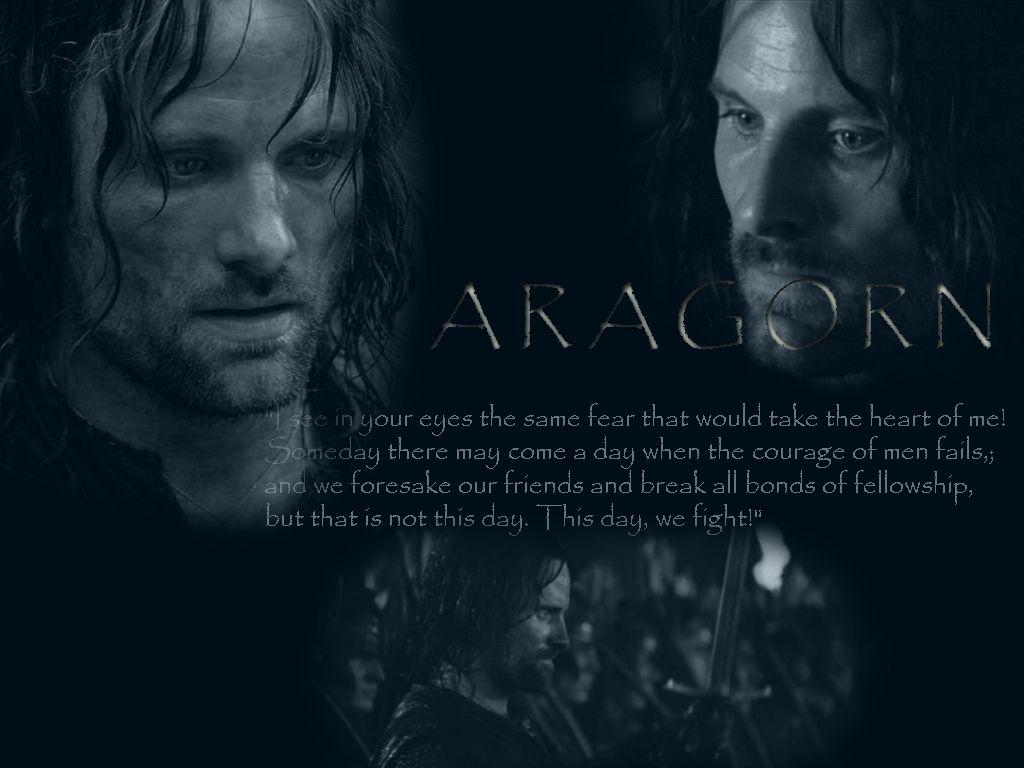 ARAGORN
"I see in your eyes the same fear that would take the heart of me!
Someday there may come a day when the courage of men fails,;
and we foresake our friends and break all bonds of fellowship,
but that is not this day. This day, we fight!"